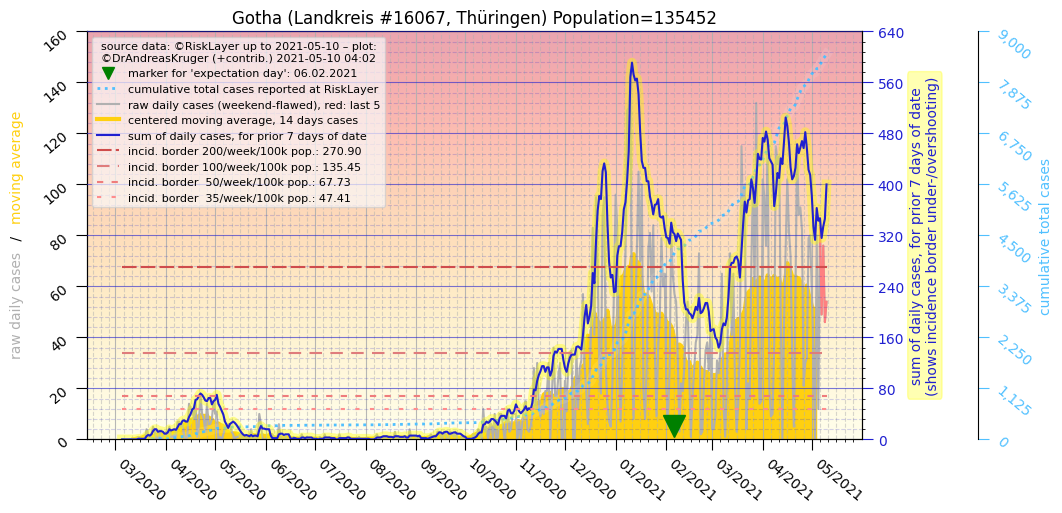 Gotha (Landkreis #16067, Thüringen) Population=135452
source data: ©RiskLayer up to 2021-05-10 – plot:
©DrAndreasKruger (+contrib.) 2021-05-10 04:02
marker for 'expectation day': 06.02.2021
cumulative total cases reported at RiskLayer
raw daily cases (weekend-flawed), red: last 5
centered moving average, 14 days cases
sum of daily cases, for prior 7 days of date
incid. border 200/week/100k pop.: 270.90
incid. border 100/week/100k pop.: 135.45
incid. border  50/week/100k pop.: 67.73
incid. border  35/week/100k pop.: 47.41
raw daily cases / moving average
160
140
120
100
80
60
40
20
0
03/2020
04/2020
05/2020
06/2020
07/2020
08/2020
09/2020
10/2020
11/2020
12/2020
01/2021
02/2021
03/2021
04/2021
05/2021
640
560
480
400
320
240
160
80
0
sum of daily cases, for prior 7 days of date
(shows incidence border under-/overshooting)
9,000
7,875
6,750
5,625
4,500
3,375
2,250
1,125
0
cumulative total cases